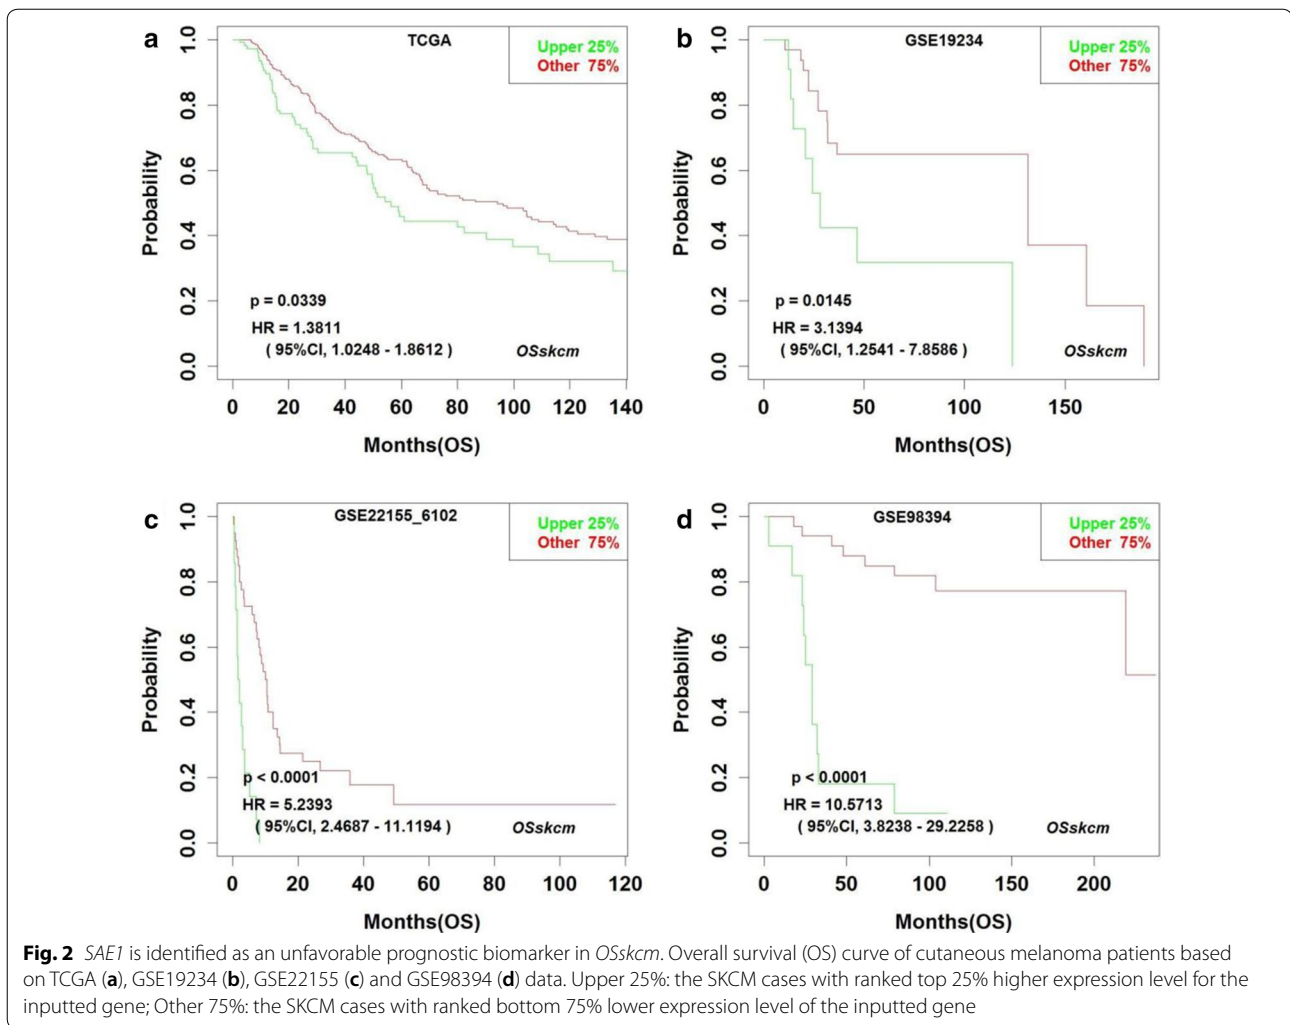 a
TCGA
Upper 25%
Other 75%
1.0
0.8
0.6
0.4
0.2
0.0
Probability
p = 0.0339
HR = 1.3811
( 95%CI, 1.0248 - 1.8612 )
OSskcm
0 20 40 60 80 100 120 140
Months(OS)
b
GSE19234
Upper 25%
Other 75%
1.0
0.8
0.6
0.4
0.2
0.0
Probability
p = 0.0145
HR = 3.1394
( 95%CI, 1.2541 - 7.8586 )
OSskcm
0 50 100 150
Months(OS)
c
GSE22155_6102
Upper 25%
Other 75%
1.0
0.8
0.6
0.4
0.2
0.0
Probability
p < 0.0001
HR = 5.2393
( 95%CI, 2.4687 - 11.1194 )
OSskcm
0 20 40 60 80 100 120
Months(OS)
d
GSE98394
Upper 25%
Other 75%
1.0
0.8
0.6
0.4
0.2
0.0
Probability
p < 0.0001
HR = 10.5713
( 95%CI, 3.8238 - 29.2258 )
OSskcm
0 50 100 150 200
Months(OS)
Fig. 2 SAE1 is identified as an unfavorable prognostic biomarker in OSskcm. Overall survival (OS) curve of cutaneous melanoma patients based
on TCGA (a), GSE19234 (b), GSE22155 (c) and GSE98394 (d) data. Upper 25%: the SKCM cases with ranked top 25% higher expression level for the
inputted gene; Other 75%: the SKCM cases with ranked bottom 75% lower expression level of the inputted gene